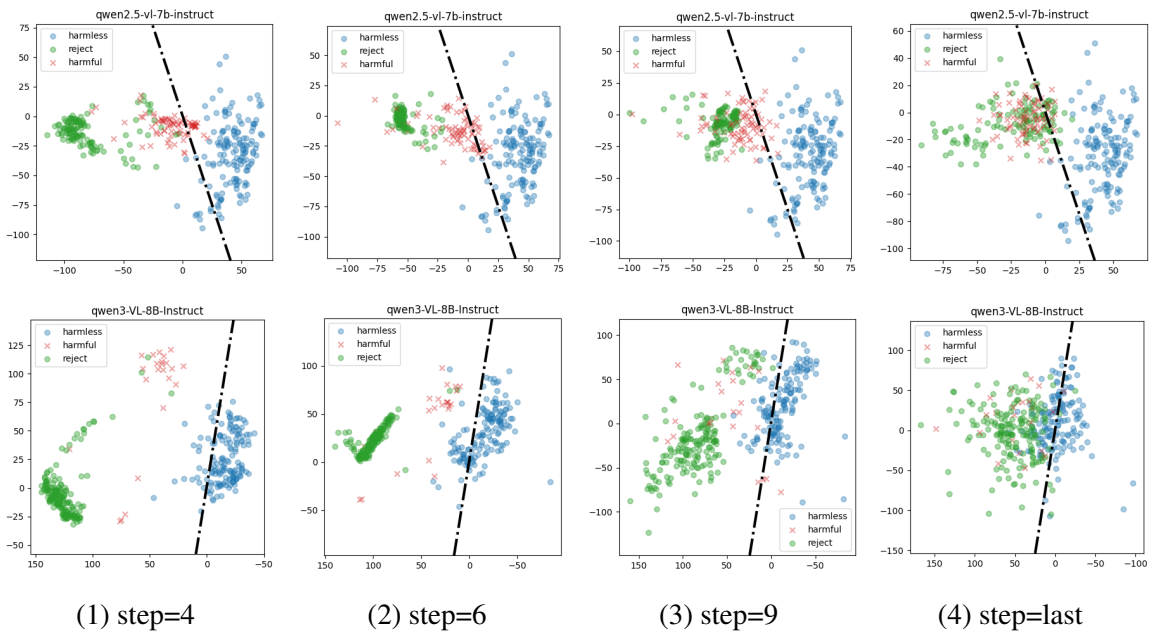 qwen2.5-vl-7b-instruct
harmless
reject
harmful
75
50
25
0
−25
−50
−75
−100
−100
−50
0
50
qwen2.5-vl-7b-instruct
harmless
reject
harmful
75
50
25
0
−25
−50
−75
−100
−100
−75
−50
−25
0
25
50
75
qwen2.5-vl-7b-instruct
harmless
reject
harmful
75
50
25
0
−25
−50
−75
−100
−100
−75
−50
−25
0
25
50
75
qwen2.5-vl-7b-instruct
harmless
reject
harmful
60
40
20
0
−20
−40
−60
−80
−100
−75
−50
−25
0
25
50
75
qwen3-VL-8B-Instruct
harmless
harmful
reject
125
100
75
50
25
0
−25
−50
150
100
50
0
−50
qwen3-VL-8B-Instruct
harmless
harmful
reject
100
50
0
−50
150
100
50
0
−50
qwen3-VL-8B-Instruct
harmless
harmful
reject
100
50
0
−50
−100
150
100
50
0
−50
qwen3-VL-8B-Instruct
harmless
harmful
reject
100
50
0
−50
−100
−150
150
100
50
0
−50
−100
(1) step=4
(2) step=6
(3) step=9
(4) step=last